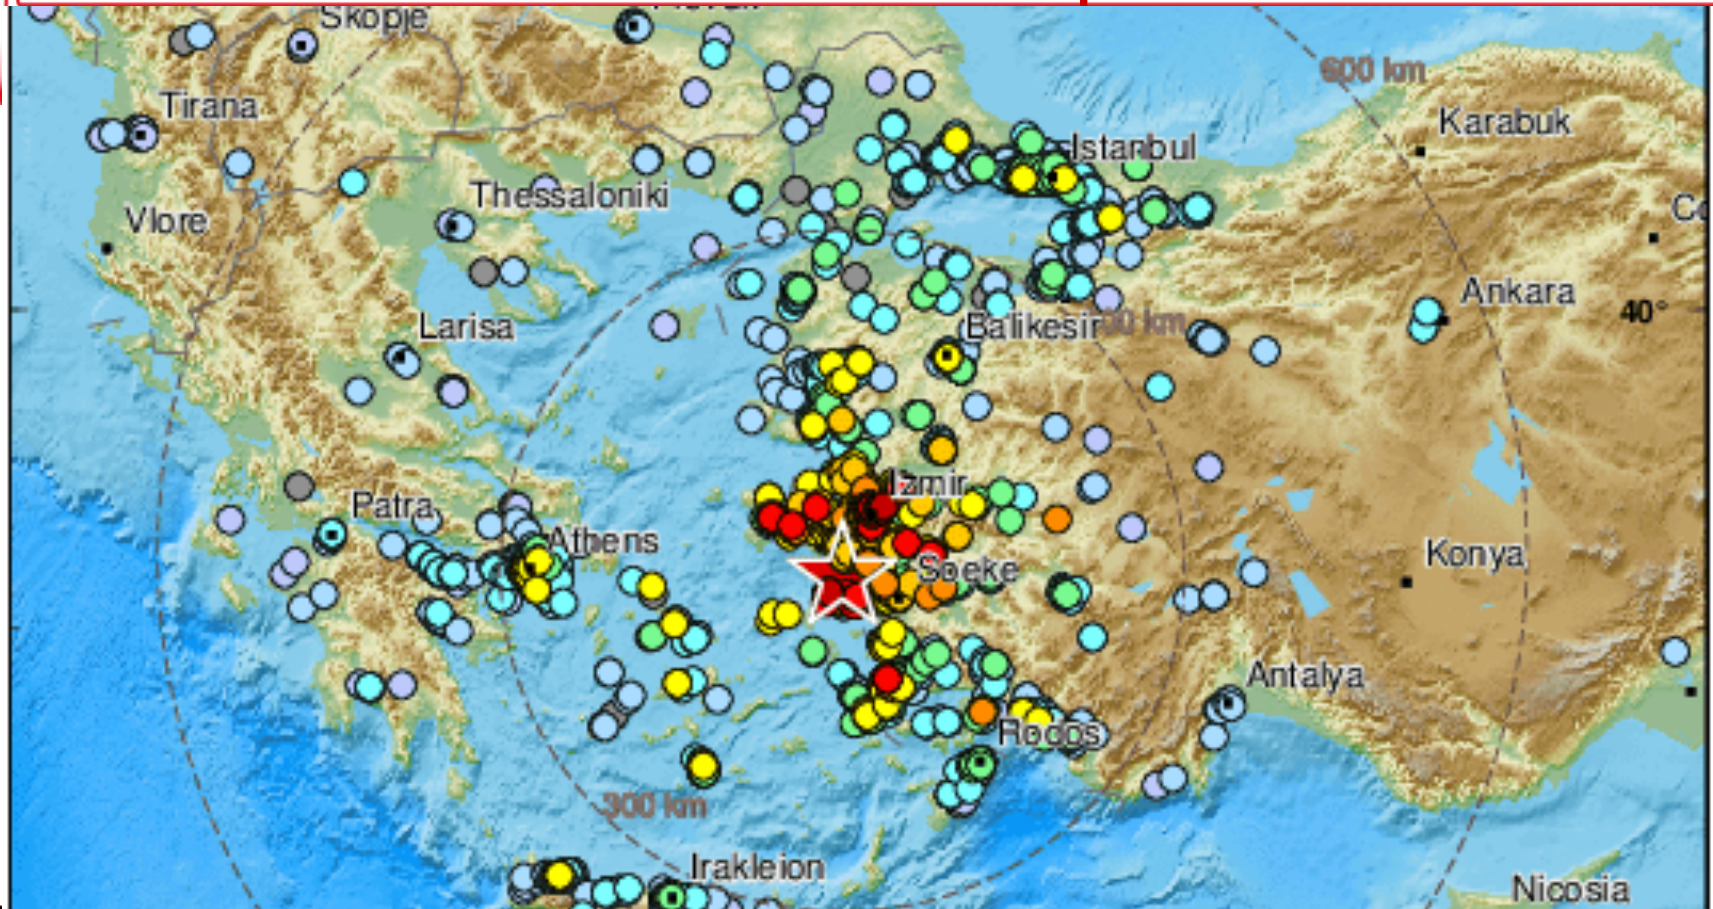 Skopje
600 km
Tirana
Karabuk
Istanbul
Thessaloniki
Vlore
Ankara
40°
Larisa
Balikesir
Izmir
Patra
Athens
Soeke
Konya
Antalya
Rodos
300 km
Irakleion
Nicosia